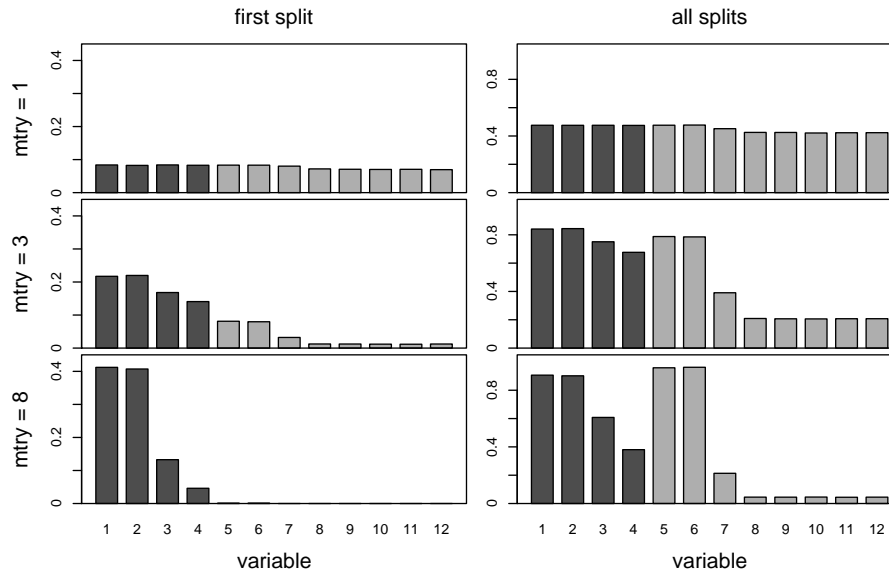 first split
all splits
mtry = 1
0 0.2 0.4
0 0.4 0.8
mtry = 3
0 0.2 0.4
0 0.4 0.8
mtry = 8
0 0.2 0.4
0 0.4 0.8
1 2 3 4 5 6 7 8 9 10 11 12
1 2 3 4 5 6 7 8 9 10 11 12
variable
variable